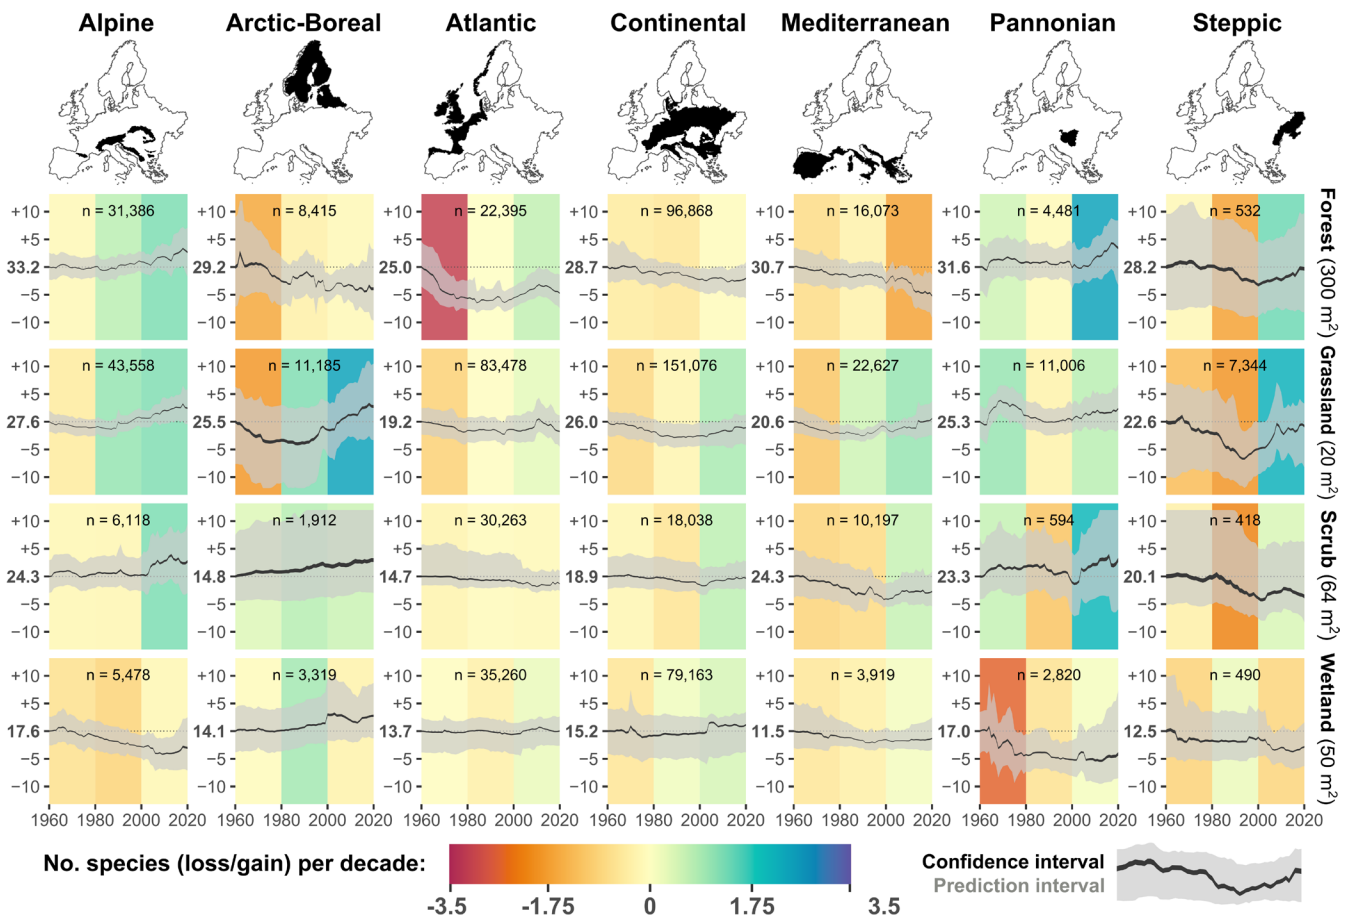 Alpine Arctic-Boreal Atlantic Continental Mediterranean Pannonian Steppic
n = 31,386 n = 8,415 n = 22,395 n = 96,868 n = 16,073 n = 4,481 n = 532
+10 +10 +10 +10 +10 +10 +10
+5 +5 +5 +5 +5 +5 +5
33.2 29.2 25.0 28.7 30.7 31.6 28.2
−5 −5 −5 −5 −5 −5 −5
−10 −10 −10 −10 −10 −10 −10
Forest (300 m²)
n = 43,558 n = 11,185 n = 83,478 n = 151,076 n = 22,627 n = 11,006 n = 7,344
+10 +10 +10 +10 +10 +10 +10
+5 +5 +5 +5 +5 +5 +5
27.6 25.5 19.2 26.0 20.6 25.3 22.6
−5 −5 −5 −5 −5 −5 −5
−10 −10 −10 −10 −10 −10 −10
Grassland (20 m²)
n = 6,118 n = 1,912 n = 30,263 n = 18,038 n = 10,197 n = 594 n = 418
+10 +10 +10 +10 +10 +10 +10
+5 +5 +5 +5 +5 +5 +5
24.3 14.8 14.7 18.9 24.3 23.3 20.1
−5 −5 −5 −5 −5 −5 −5
−10 −10 −10 −10 −10 −10 −10
Scrub (64 m²)
n = 5,478 n = 3,319 n = 35,260 n = 79,163 n = 3,919 n = 2,820 n = 490
+10 +10 +10 +10 +10 +10 +10
+5 +5 +5 +5 +5 +5 +5
17.6 14.1 13.7 15.2 11.5 17.0 12.5
−5 −5 −5 −5 −5 −5 −5
−10 −10 −10 −10 −10 −10 −10
Wetland (50 m²)
1960 1980 2000 2020 1960 1980 2000 2020 1960 1980 2000 2020 1960 1980 2000 2020 1960 1980 2000 2020 1960 1980 2000 2020 1960 1980 2000 2020
No. species (loss/gain) per decade:
-3.5 -1.75 0 1.75 3.5
Confidence interval
Prediction interval